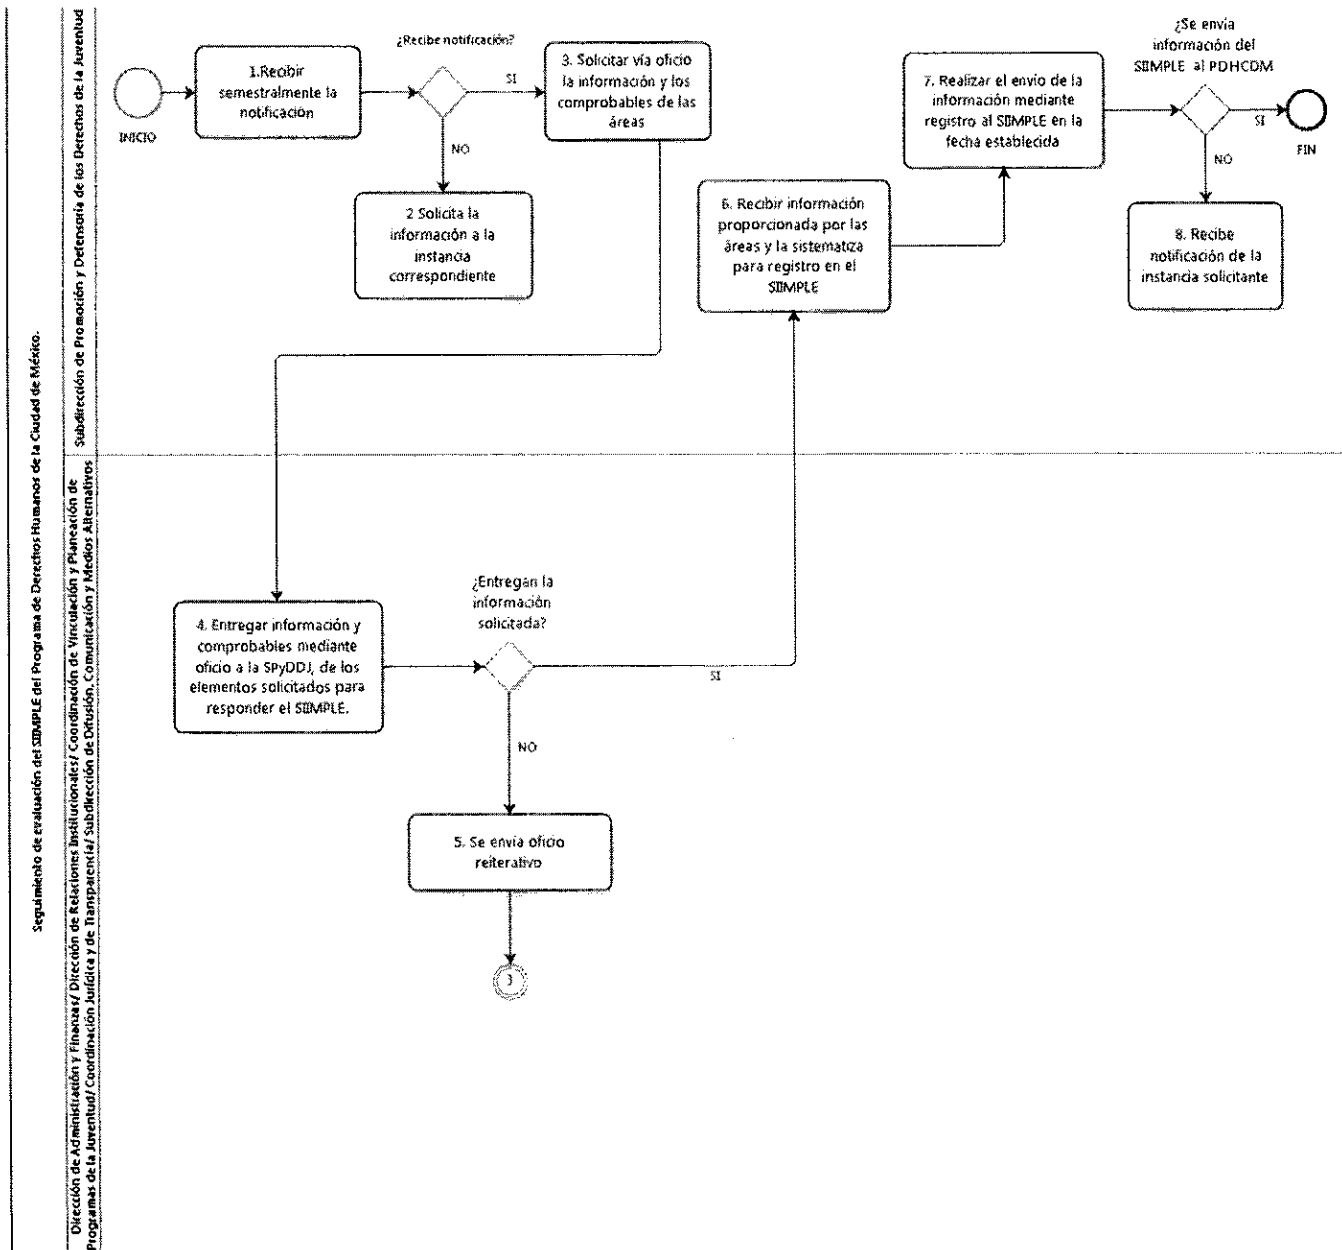 Seguimiento de evaluación del SIIMPLE del Programa de Derechos Humanos de la Ciudad de México.
Subdirección de Promoción y Defensoría de los Derechos de la Juventud
INICIO
1.Recibir
semestralmente la
notificación
¿Recibe notificación?
SI
NO
2 Solicita la
información a la
instancia
correspondiente
3. Solicitar vía oficio
la información y los
comprobables de las
áreas
6. Recibir información
proporcionada por las
áreas y la sistematiza
para registro en el
SIIMPLE
7. Realizar el envío de la
información mediante
registro al SIIMPLE en la
fecha establecida
¿Se envía
información del
SIIMPLE al PDHCDM
SI
FIN
NO
8. Recibe
notificación de la
instancia solicitante
Dirección de Administración y Finanzas/ Dirección de Relaciones Institucionales/ Coordinación de Vinculación y Planeación de
Programas de la Juventud/ Coordinación Jurídica y de Transparencia/ Subdirección de Difusión, Comunicación y Medios Alternativos
4. Entregar información y
comprobables mediante
oficio a la SPyDDJ, de los
elementos solicitados para
responder el SIIMPLE.
¿Entregan la
información
solicitada?
SI
NO
5. Se envía oficio
reiterativo
3